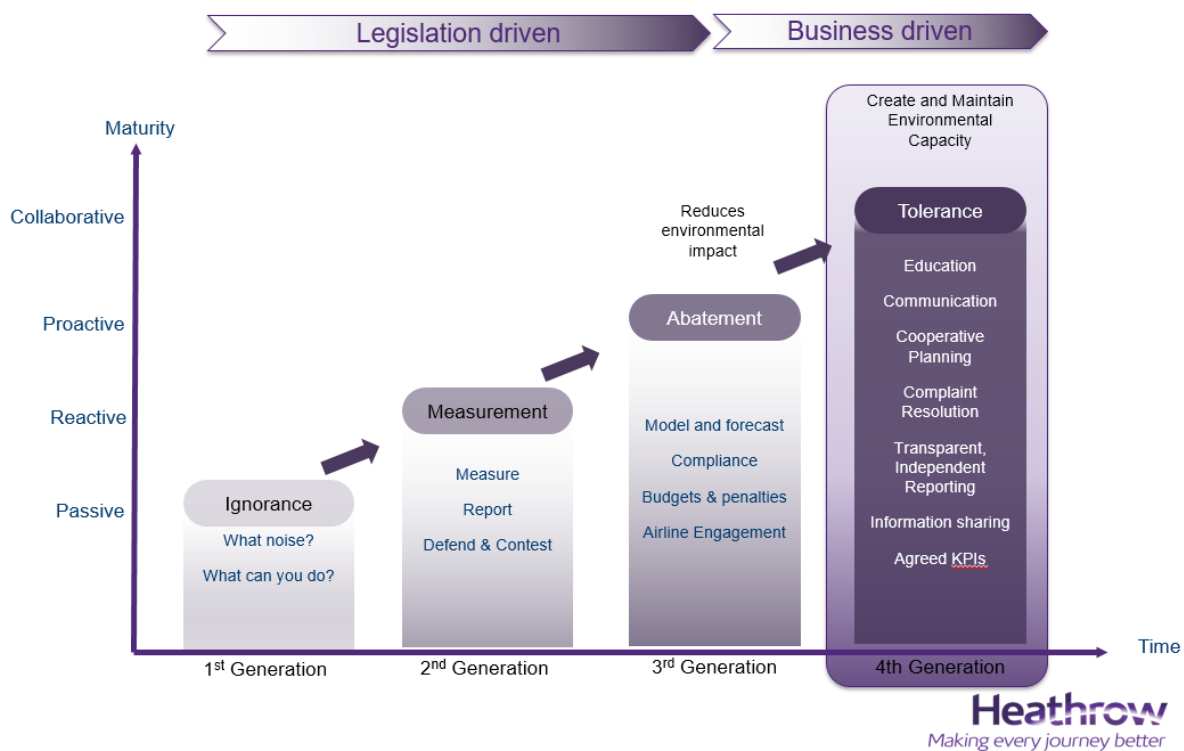 Legislation driven
Business driven
Create and Maintain
Environmental
Capacity
Maturity
Collaborative
Proactive
Reactive
Passive
Reduces
environmental
impact
Ignorance
What noise?
What can you do?
Measurement
Measure
Report
Defend & Contest
Abatement
Model and forecast
Compliance
Budgets & penalties
Airline Engagement
Tolerance
Education
Communication
Cooperative
Planning
Complaint
Resolution
Transparent,
Independent
Reporting
Information sharing
Agreed KPIs
1st Generation
2nd Generation
3rd Generation
4th Generation
Time
Heathrow
Making every journey better